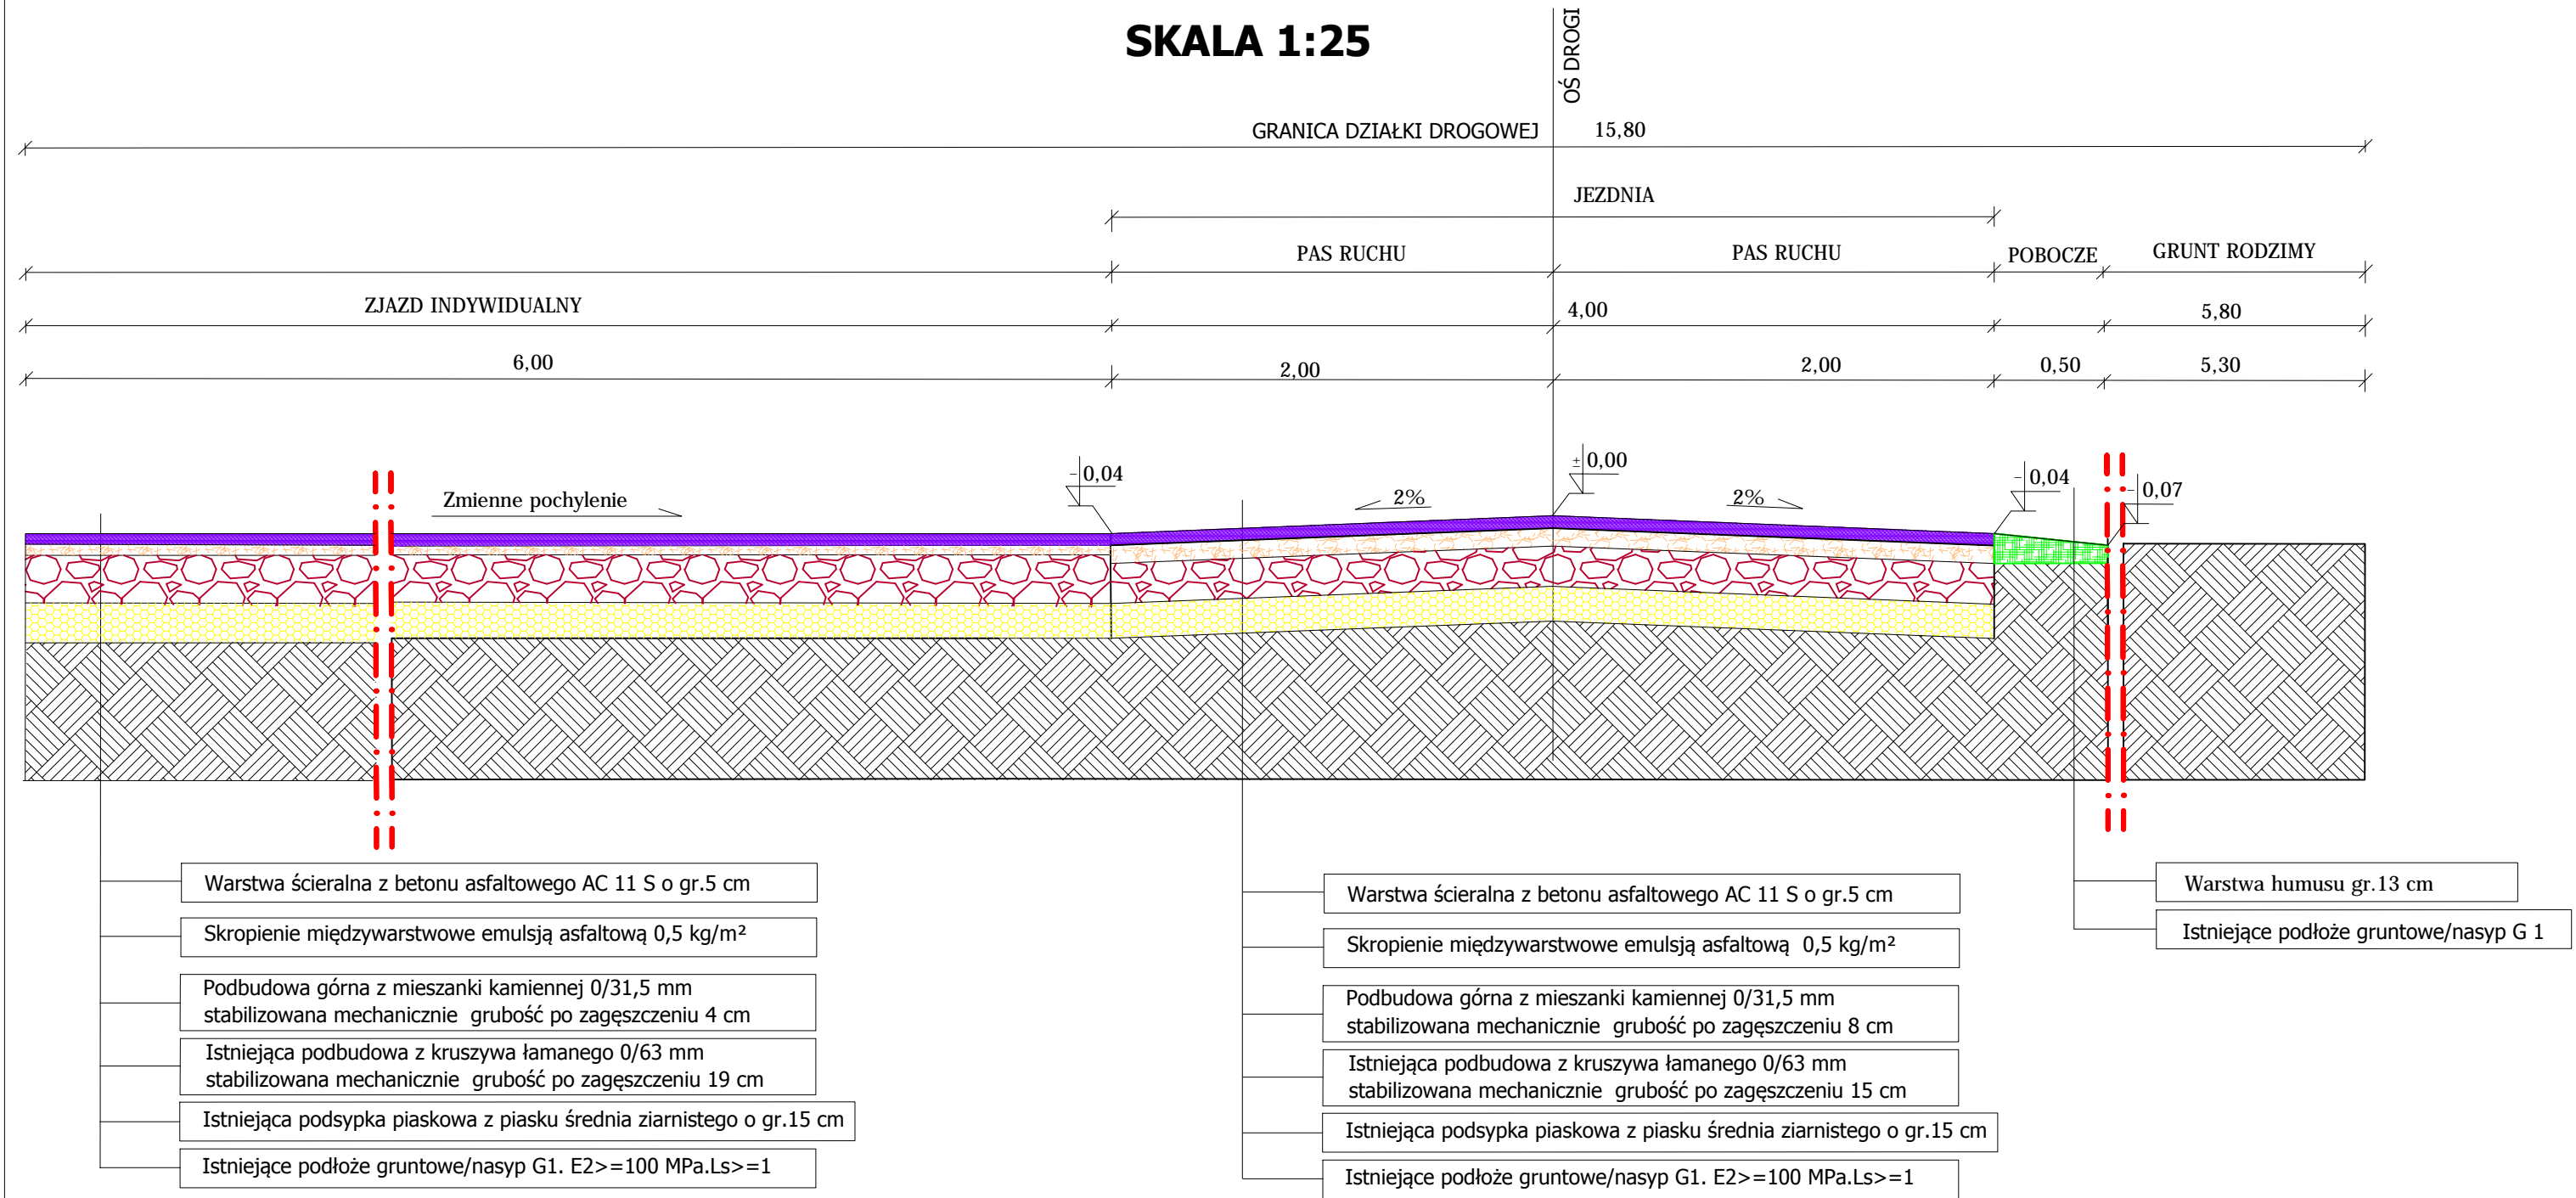 SKALA 1:25
OŚ DROGI
GRANICA DZIAŁKI DROGOWEJ 15,80
JEZDNIA
PAS RUCHU PAS RUCHU POBOCZE GRUNT RODZIMY
ZJAZD INDYWIDUALNY 4,00 5,80
6,00 2,00 2,00 0,50 5,30
Zmienne pochylenie
-0,04
2%
±0,00
2%
-0,04
-0,07
Warstwa ścieralna z betonu asfaltowego AC 11 S o gr.5 cm
Skropienie międzywarstwowe emulsją asfaltową 0,5 kg/m²
Podbudowa górna z mieszanki kamiennej 0/31,5 mm
stabilizowana mechanicznie grubość po zagęszczeniu 4 cm
Istniejąca podbudowa z kruszywa łamanego 0/63 mm
stabilizowana mechanicznie grubość po zagęszczeniu 19 cm
Istniejąca podsypka piaskowa z piasku średnia ziarnistego o gr.15 cm
Istniejące podłoże gruntowe/nasyp G1. E2>=100 MPa.Ls>=1
Warstwa ścieralna z betonu asfaltowego AC 11 S o gr.5 cm
Skropienie międzywarstwowe emulsją asfaltową 0,5 kg/m²
Podbudowa górna z mieszanki kamiennej 0/31,5 mm
stabilizowana mechanicznie grubość po zagęszczeniu 8 cm
Istniejąca podbudowa z kruszywa łamanego 0/63 mm
stabilizowana mechanicznie grubość po zagęszczeniu 15 cm
Istniejąca podsypka piaskowa z piasku średnia ziarnistego o gr.15 cm
Istniejące podłoże gruntowe/nasyp G1. E2>=100 MPa.Ls>=1
Warstwa humusu gr.13 cm
Istniejące podłoże gruntowe/nasyp G 1